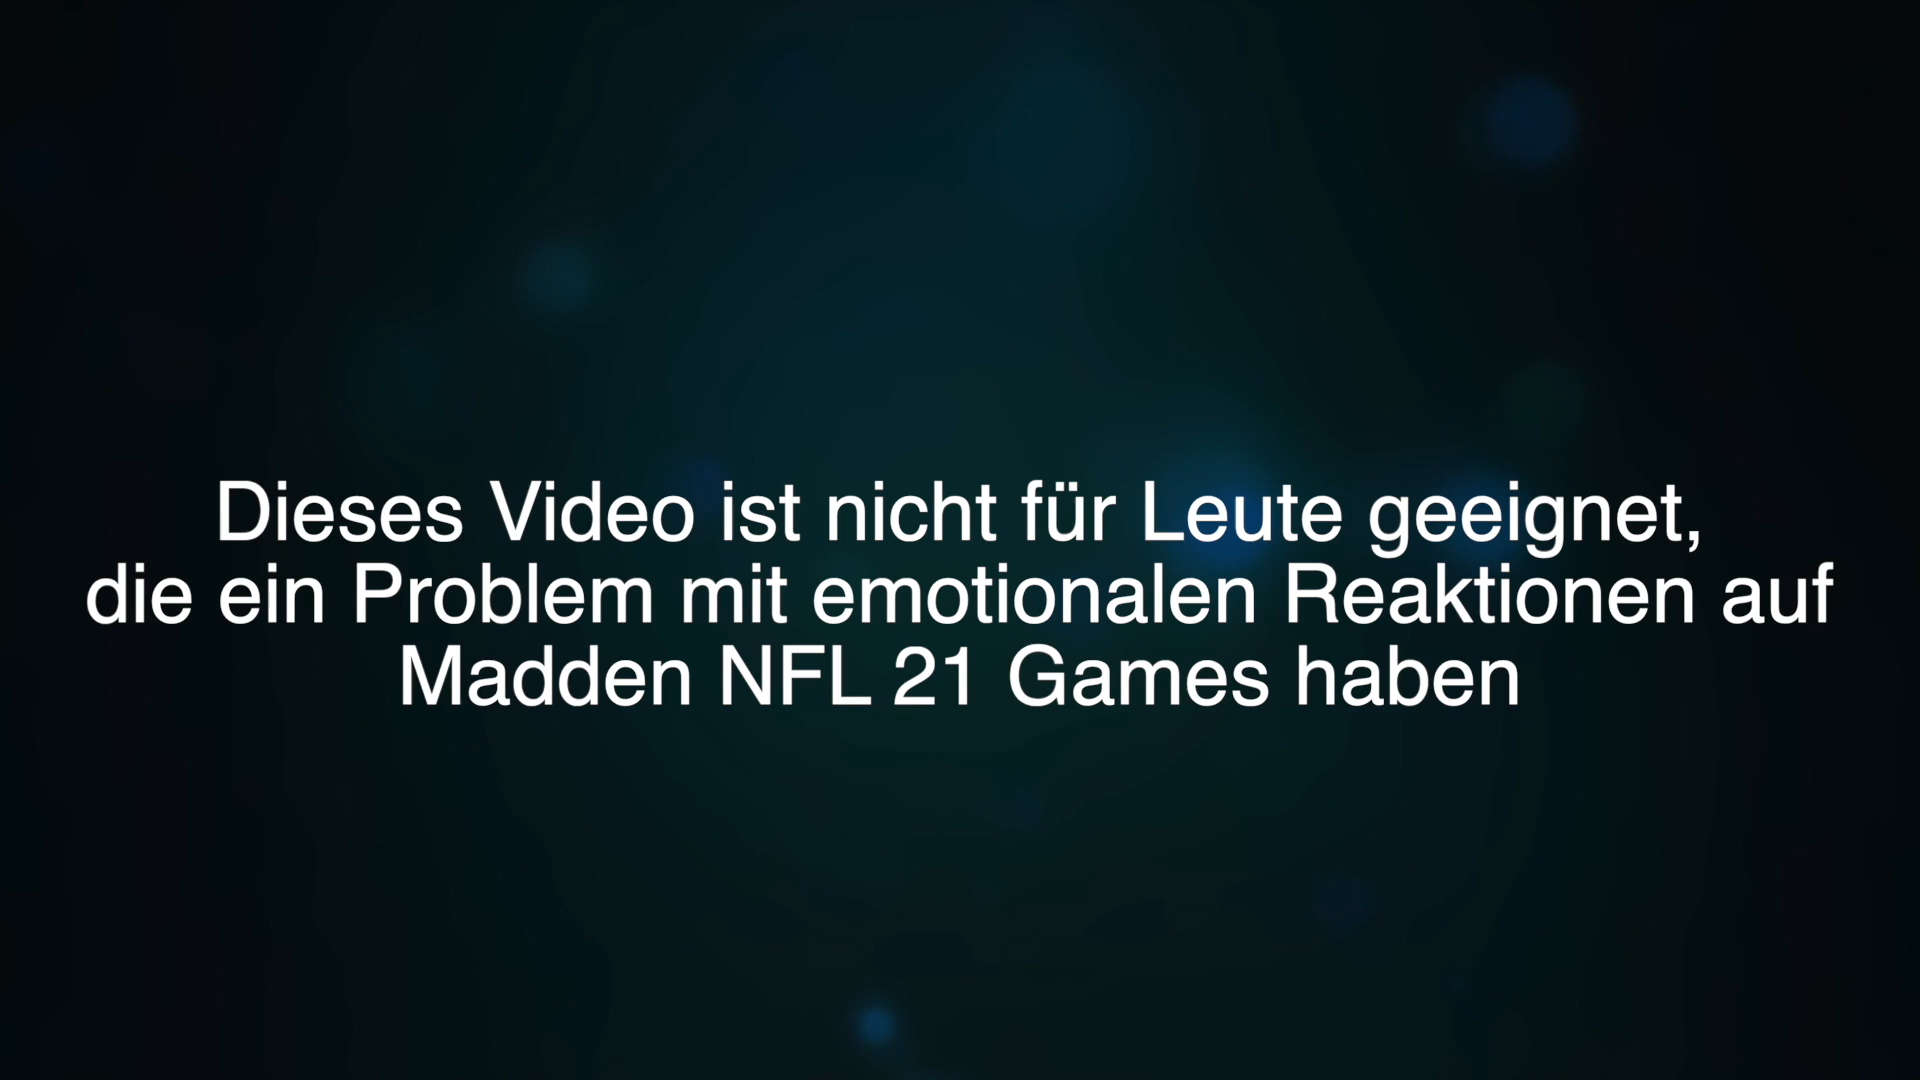 Dieses Video ist nicht für Leute geeignet,
die ein Problem mit emotionalen Reaktionen auf
Madden NFL 21 Games haben